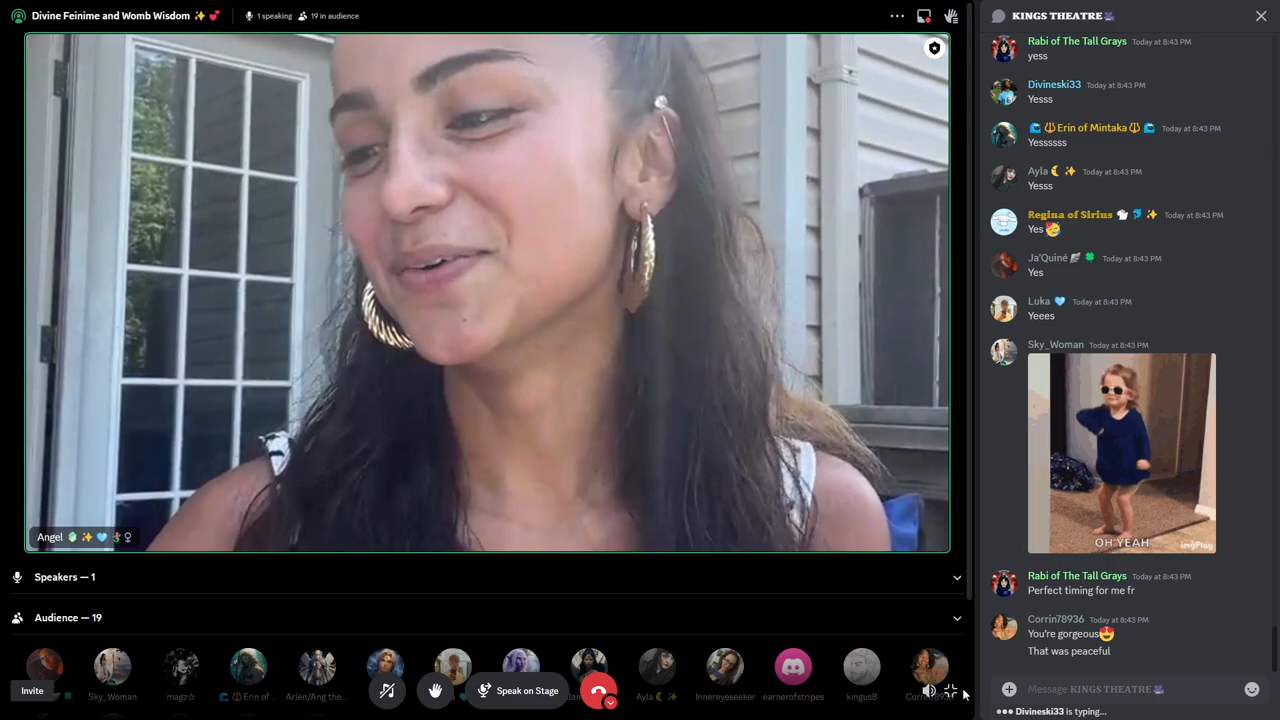 Divine Feinime and Womb Wisdom ✨ 💕
1 speaking
19 in audience
Angel
Speakers — 1
Audience — 19
Sky_Woman
magz☆
Erin of ...
Arlen/Ang the...
Ayla
Innereyeseeker
earnerofstripes
kingus8
Invite
Speak on Stage
KINGS THEATRE
Rabi of The Tall Grays Today at 8:43 PM
yess
Divineski33 Today at 8:43 PM
Yesss
🌊 🔱 Erin of Mintaka 🔱 🌊 Today at 8:43 PM
Yessssss
Ayla 🌙 ✨ Today at 8:43 PM
Yesss
Regina of Sirius Today at 8:43 PM
Yes 🥳
Ja'Quiné Today at 8:43 PM
Yes
Luka 🩵 Today at 8:43 PM
Yeees
Sky_Woman Today at 8:43 PM
OH YEAH
imgPlay
Rabi of The Tall Grays Today at 8:43 PM
Perfect timing for me fr
Corrin78936 Today at 8:43 PM
You're gorgeous😍
That was peaceful
Message KINGS THEATRE
Divineski33 is typing...